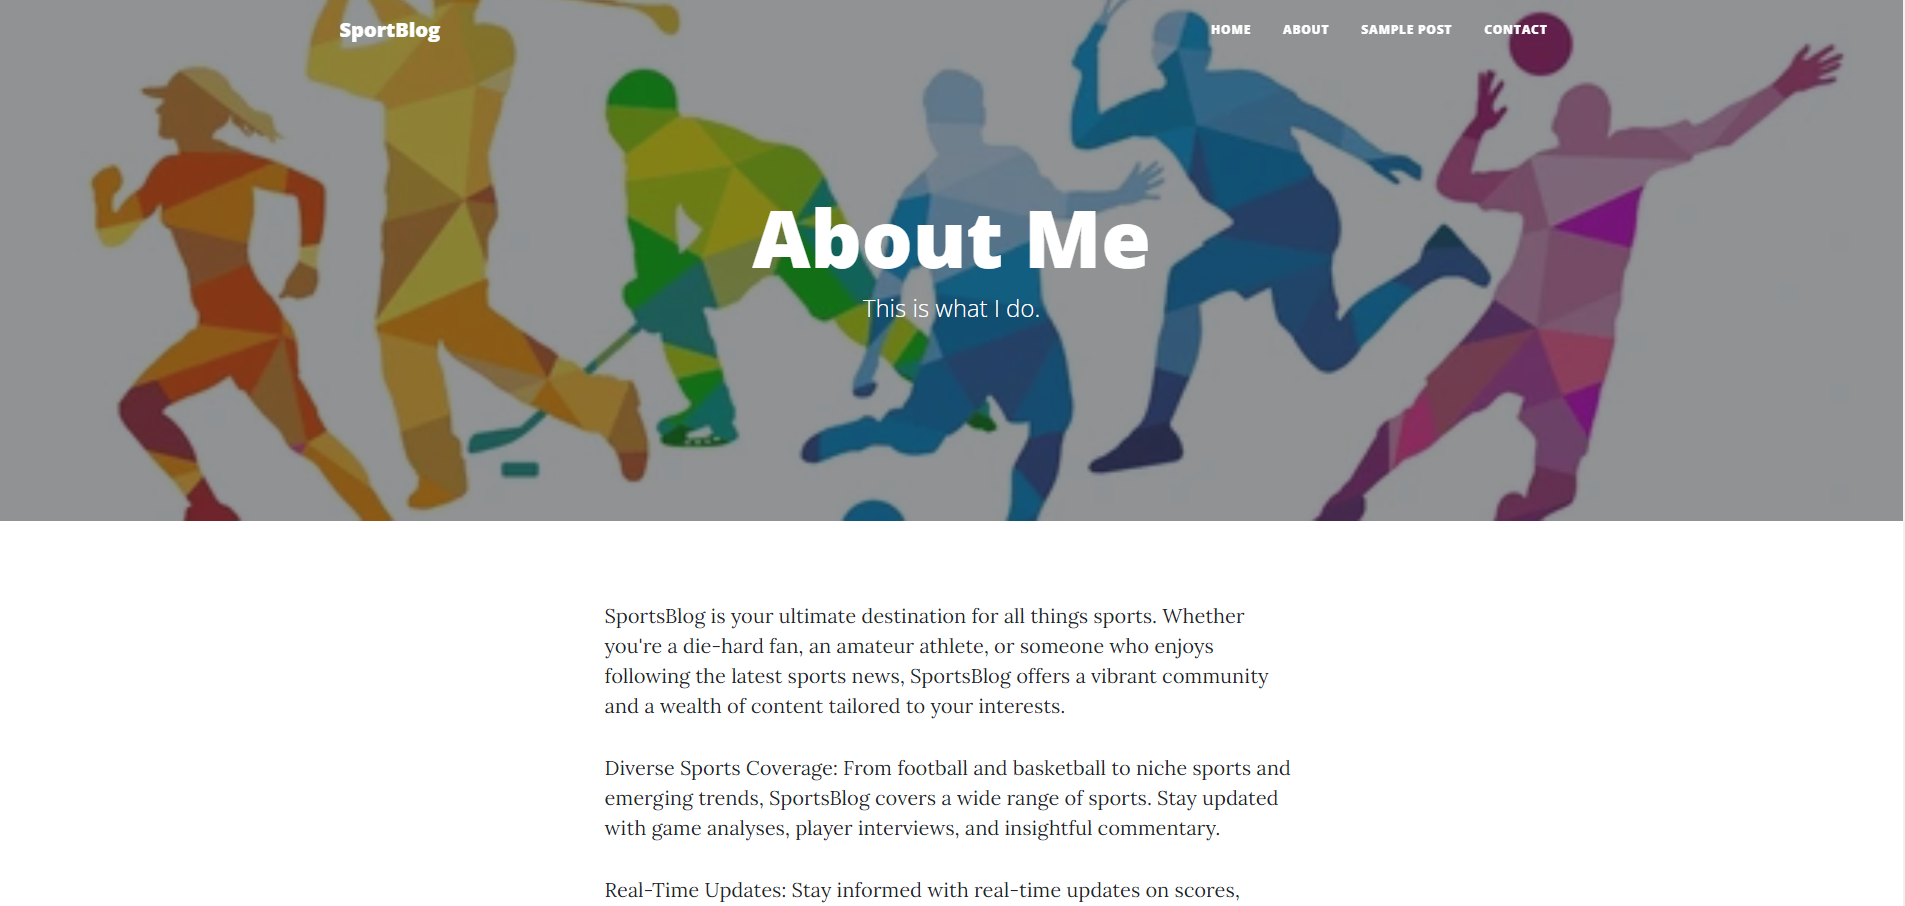 SportBlog
HOME ABOUT SAMPLE POST CONTACT
About Me
This is what I do.
SportsBlog is your ultimate destination for all things sports. Whether
you're a die-hard fan, an amateur athlete, or someone who enjoys
following the latest sports news, SportsBlog offers a vibrant community
and a wealth of content tailored to your interests.
Diverse Sports Coverage: From football and basketball to niche sports and
emerging trends, SportsBlog covers a wide range of sports. Stay updated
with game analyses, player interviews, and insightful commentary.
Real-Time Updates: Stay informed with real-time updates on scores,